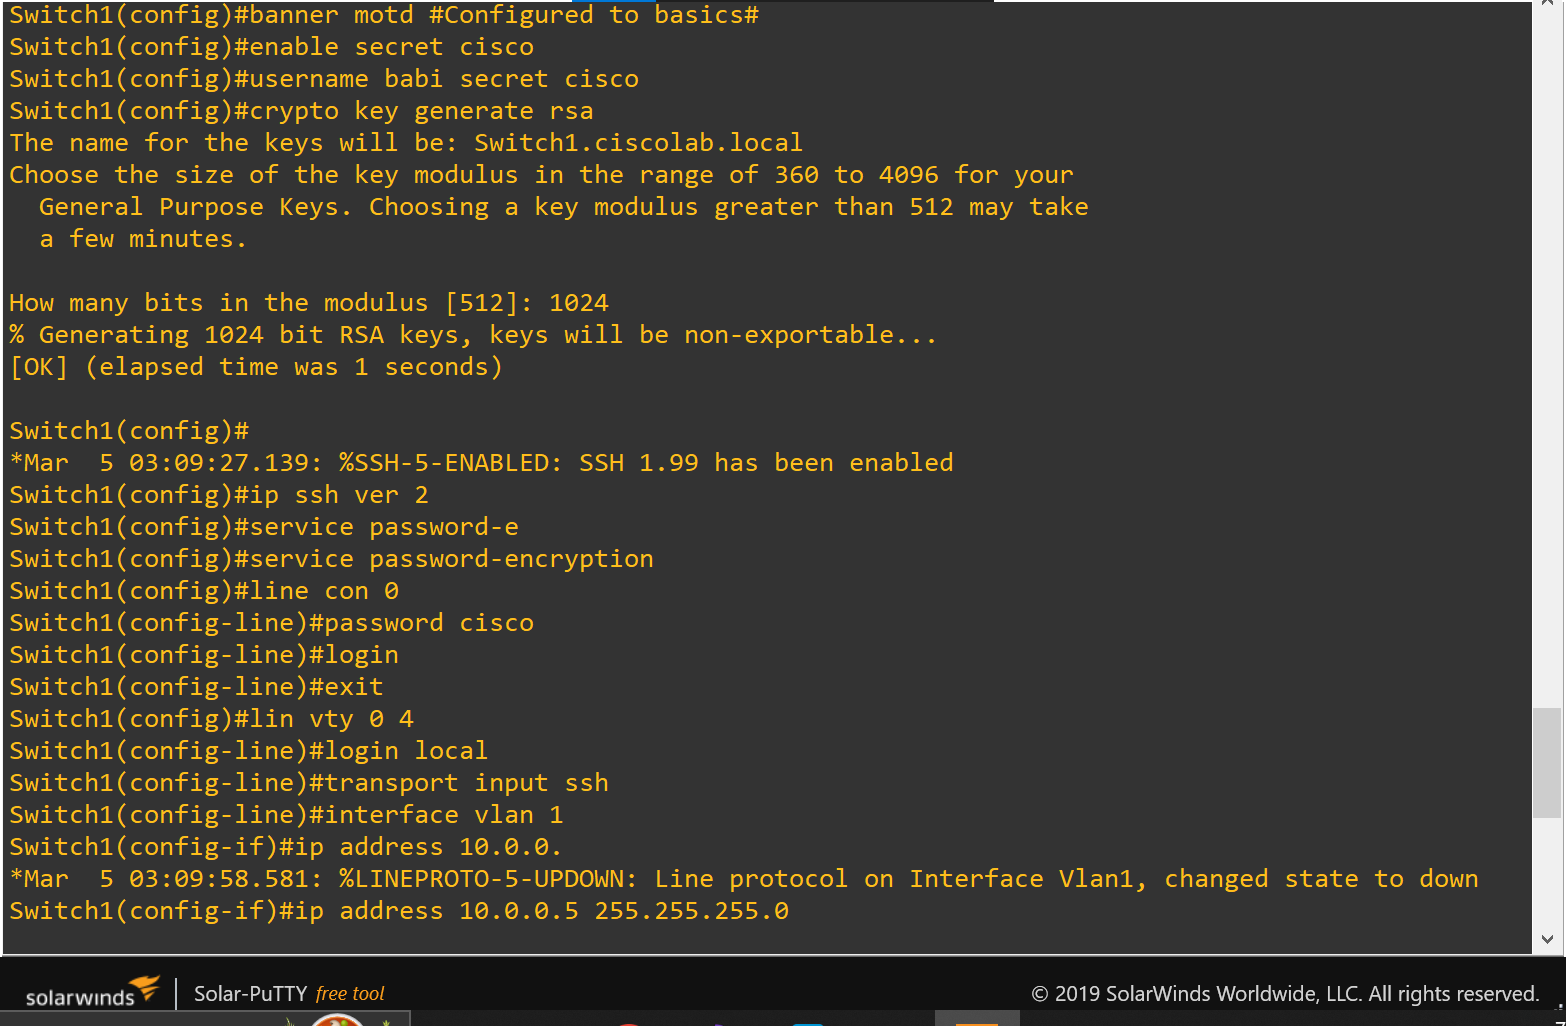 Switch1(config)#banner motd #Configured to basics#
Switch1(config)#enable secret cisco
Switch1(config)#username babi secret cisco
Switch1(config)#crypto key generate rsa
The name for the keys will be: Switch1.ciscolab.local
Choose the size of the key modulus in the range of 360 to 4096 for your
  General Purpose Keys. Choosing a key modulus greater than 512 may take
  a few minutes.

How many bits in the modulus [512]: 1024
% Generating 1024 bit RSA keys, keys will be non-exportable...
[OK] (elapsed time was 1 seconds)

Switch1(config)#
*Mar  5 03:09:27.139: %SSH-5-ENABLED: SSH 1.99 has been enabled
Switch1(config)#ip ssh ver 2
Switch1(config)#service password-e
Switch1(config)#service password-encryption
Switch1(config)#line con 0
Switch1(config-line)#password cisco
Switch1(config-line)#login
Switch1(config-line)#exit
Switch1(config)#lin vty 0 4
Switch1(config-line)#login local
Switch1(config-line)#transport input ssh
Switch1(config-line)#interface vlan 1
Switch1(config-if)#ip address 10.0.0.
*Mar  5 03:09:58.581: %LINEPROTO-5-UPDOWN: Line protocol on Interface Vlan1, changed state to down
Switch1(config-if)#ip address 10.0.0.5 255.255.255.0
solarwinds | Solar-PuTTY free tool © 2019 SolarWinds Worldwide, LLC. All rights reserved.